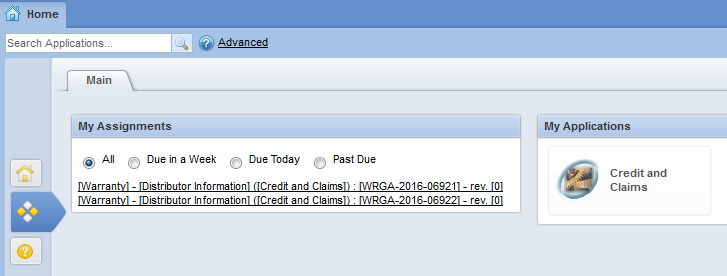 Home
Search Applications...
Advanced
Main
My Assignments
All Due in a Week Due Today Past Due
[Warranty] - [Distributor Information] ([Credit and Claims]) : [WRGA-2016-06921] - rev. [0]
[Warranty] - [Distributor Information] ([Credit and Claims]) : [WRGA-2016-06922] - rev. [0]
My Applications
Credit and
Claims